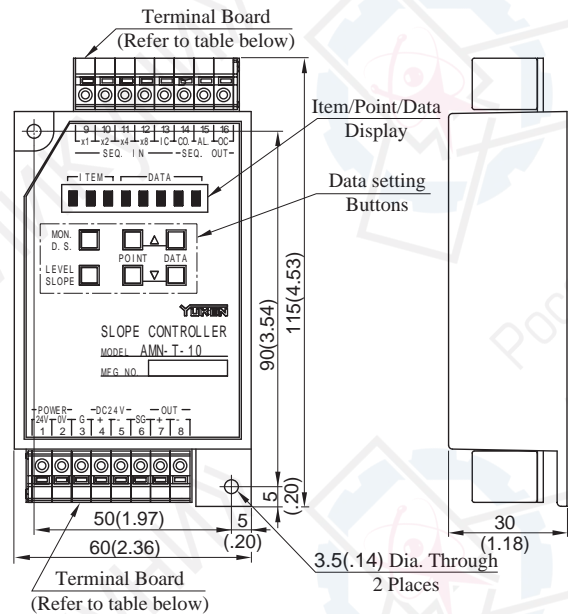 Terminal Board
(Refer to table below)
9 10 11 12 13 14 15 16
x1 x2 x4 x8 IC CO. AL. OC
SEQ. IN SEQ. OUT
ITEM DATA
Item/Point/Data
Display
Data setting
Buttons
MON.
D. S.
POINT DATA
LEVEL
SLOPE
YUKEN
SLOPE CONTROLLER
MODEL AMN-T-10
MFG. NO.
POWER DC24V OUT
24V 0V G + - SG + -
1 2 3 4 5 6 7 8
90(3.54)
115(4.53)
5
(.20)
50(1.97)
5
(.20)
60(2.36)
3.5(.14) Dia. Through
2 Places
Terminal Board
(Refer to table below)
30
(1.18)